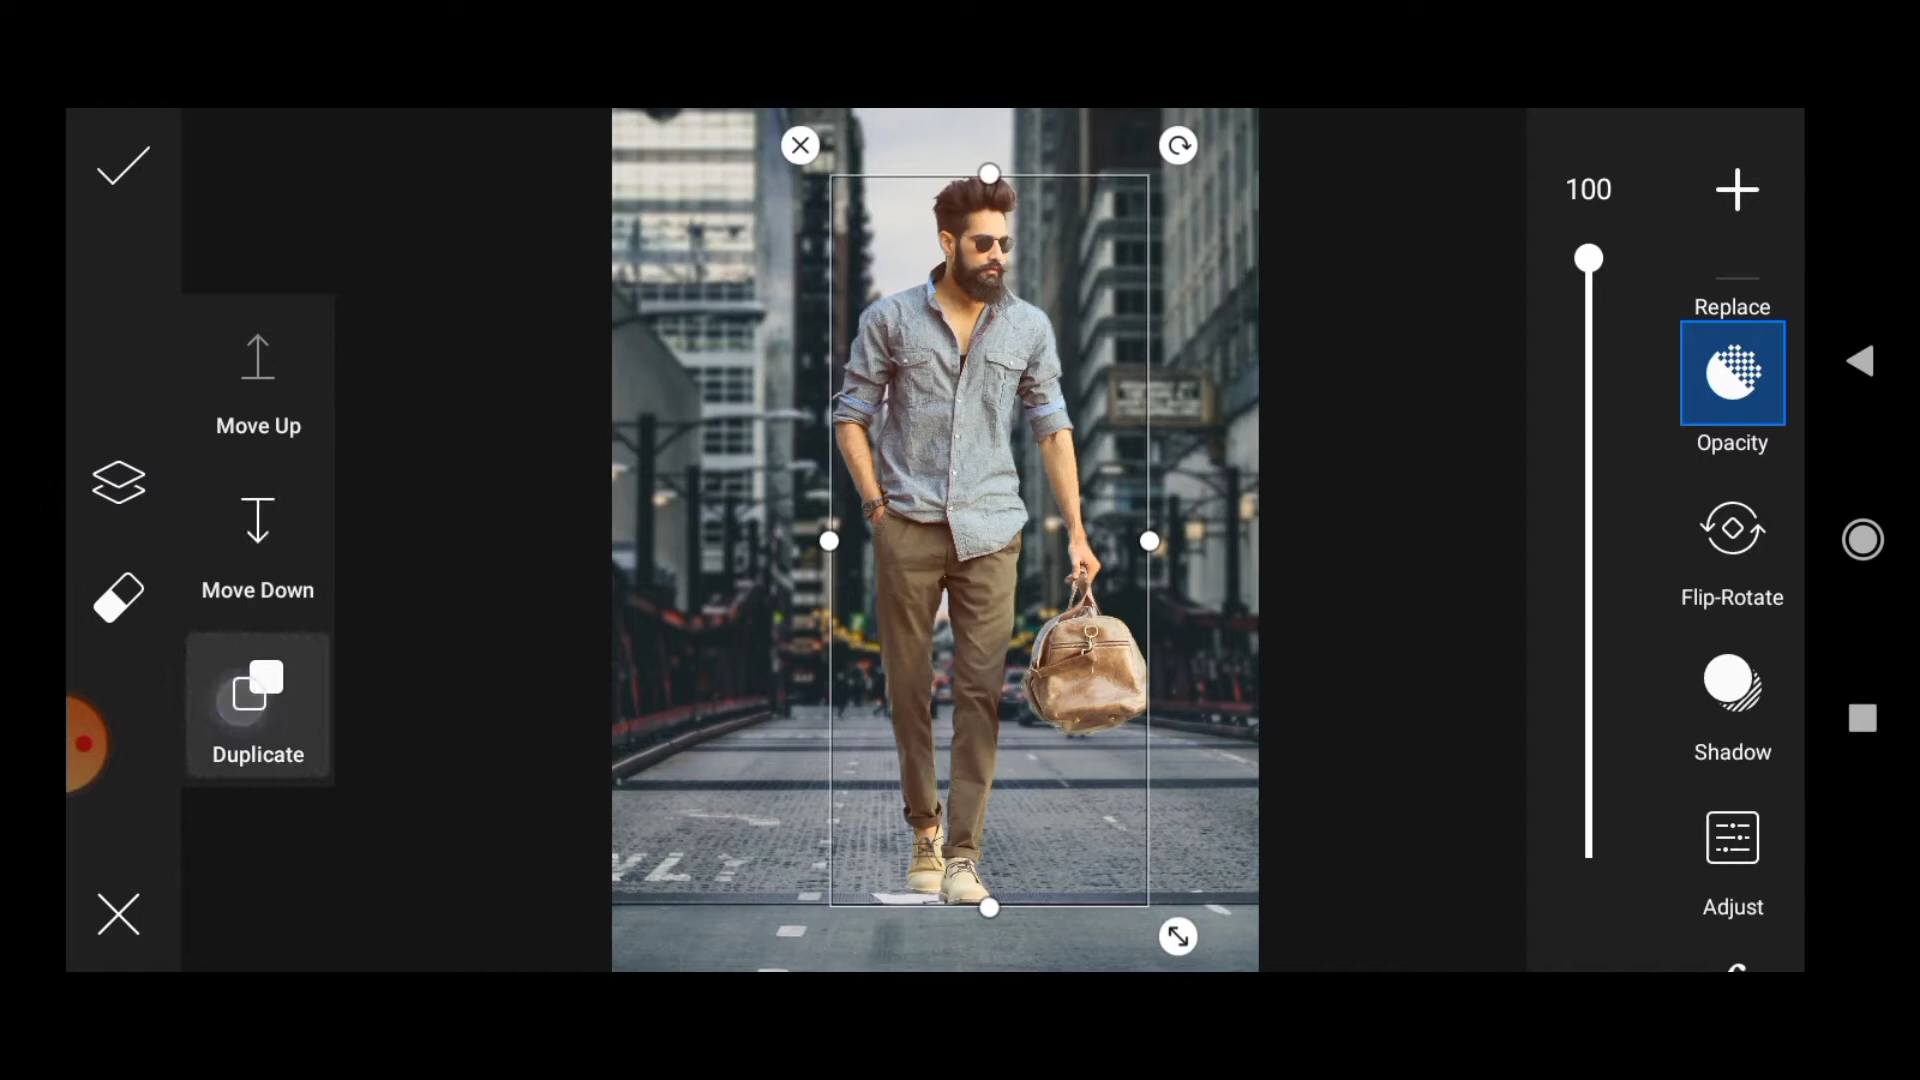 100
Replace
Opacity
Move Up
Move Down
Flip-Rotate
Duplicate
Shadow
Adjust